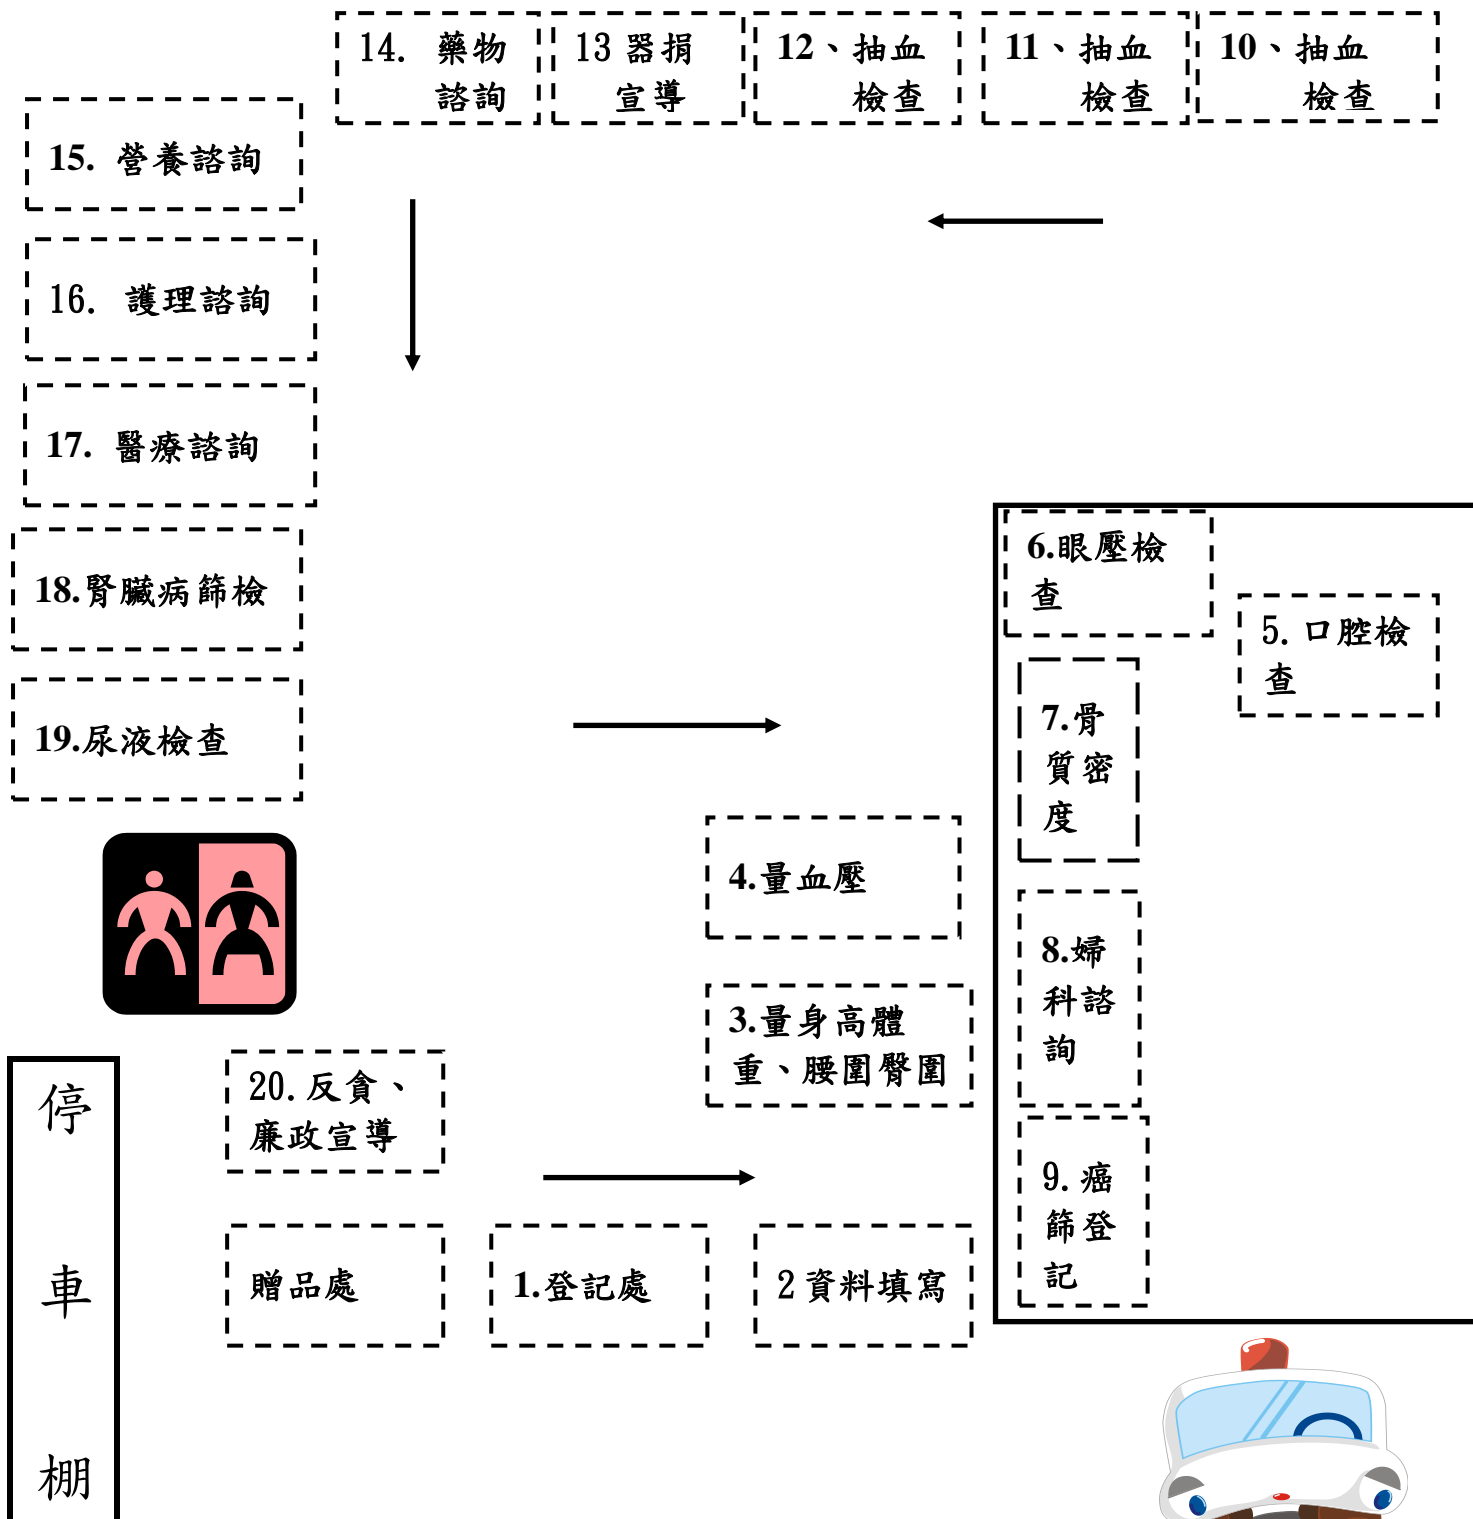 14. 藥物
諮詢
13 器捐
宣導
12、抽血
檢查
11、抽血
檢查
10、抽血
檢查
15. 營養諮詢
16. 護理諮詢
17. 醫療諮詢
18.腎臟病篩檢
19.尿液檢查
6.眼壓檢
查
5. 口腔檢
查
7.骨
質密
度
4.量血壓
8.婦
科諮
詢
3.量身高體
重、腰圍臀圍
20. 反貪、
廉政宣導
9. 癌
篩登
記
贈品處
1.登記處
2 資料填寫
停
車
棚